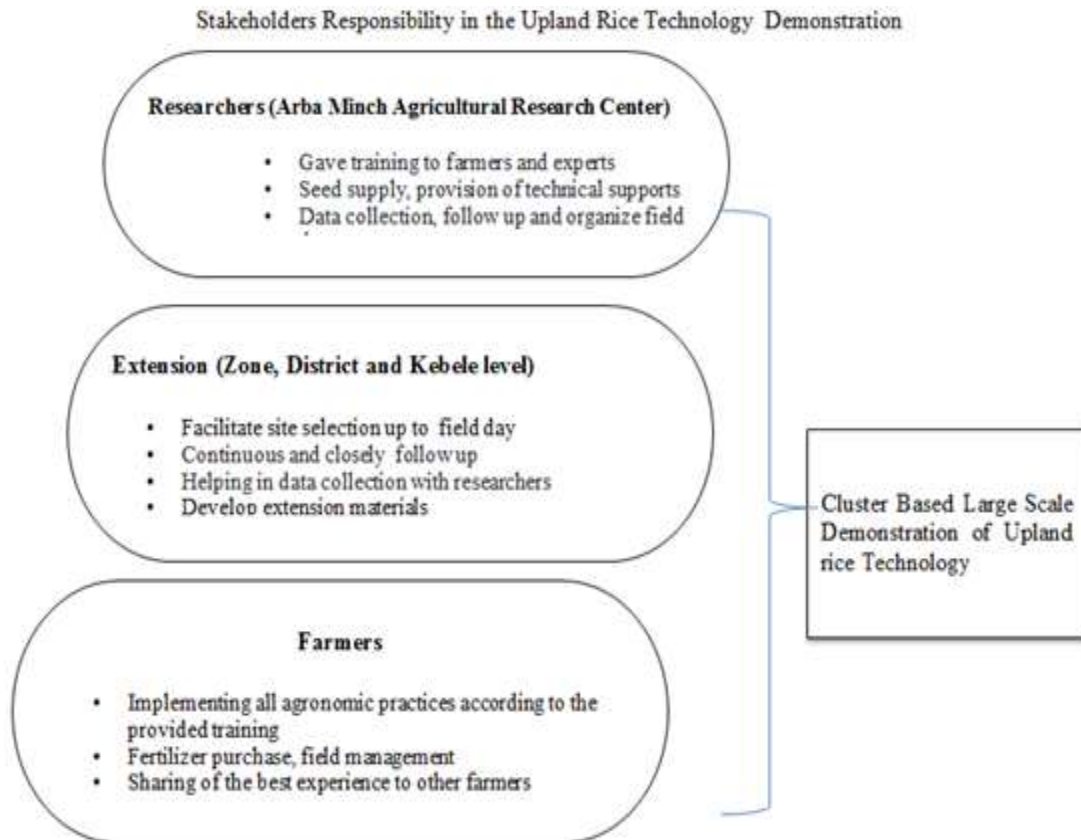 Stakeholders Responsibility in the Upland Rice Technology Demonstration
Researchers (Arba Minch Agricultural Research Center)
• Gave training to farmers and experts
• Seed supply, provision of technical supports
• Data collection, follow up and organize field
Extension (Zone, District and Kebele level)
• Facilitate site selection up to field day
• Continuous and closely follow up
• Helping in data collection with researchers
• Develop extension materials
Farmers
• Implementing all agronomic practices according to the
provided training
• Fertilizer purchase, field management
• Sharing of the best experience to other farmers
Cluster Based Large Scale
Demonstration of Upland
rice Technology